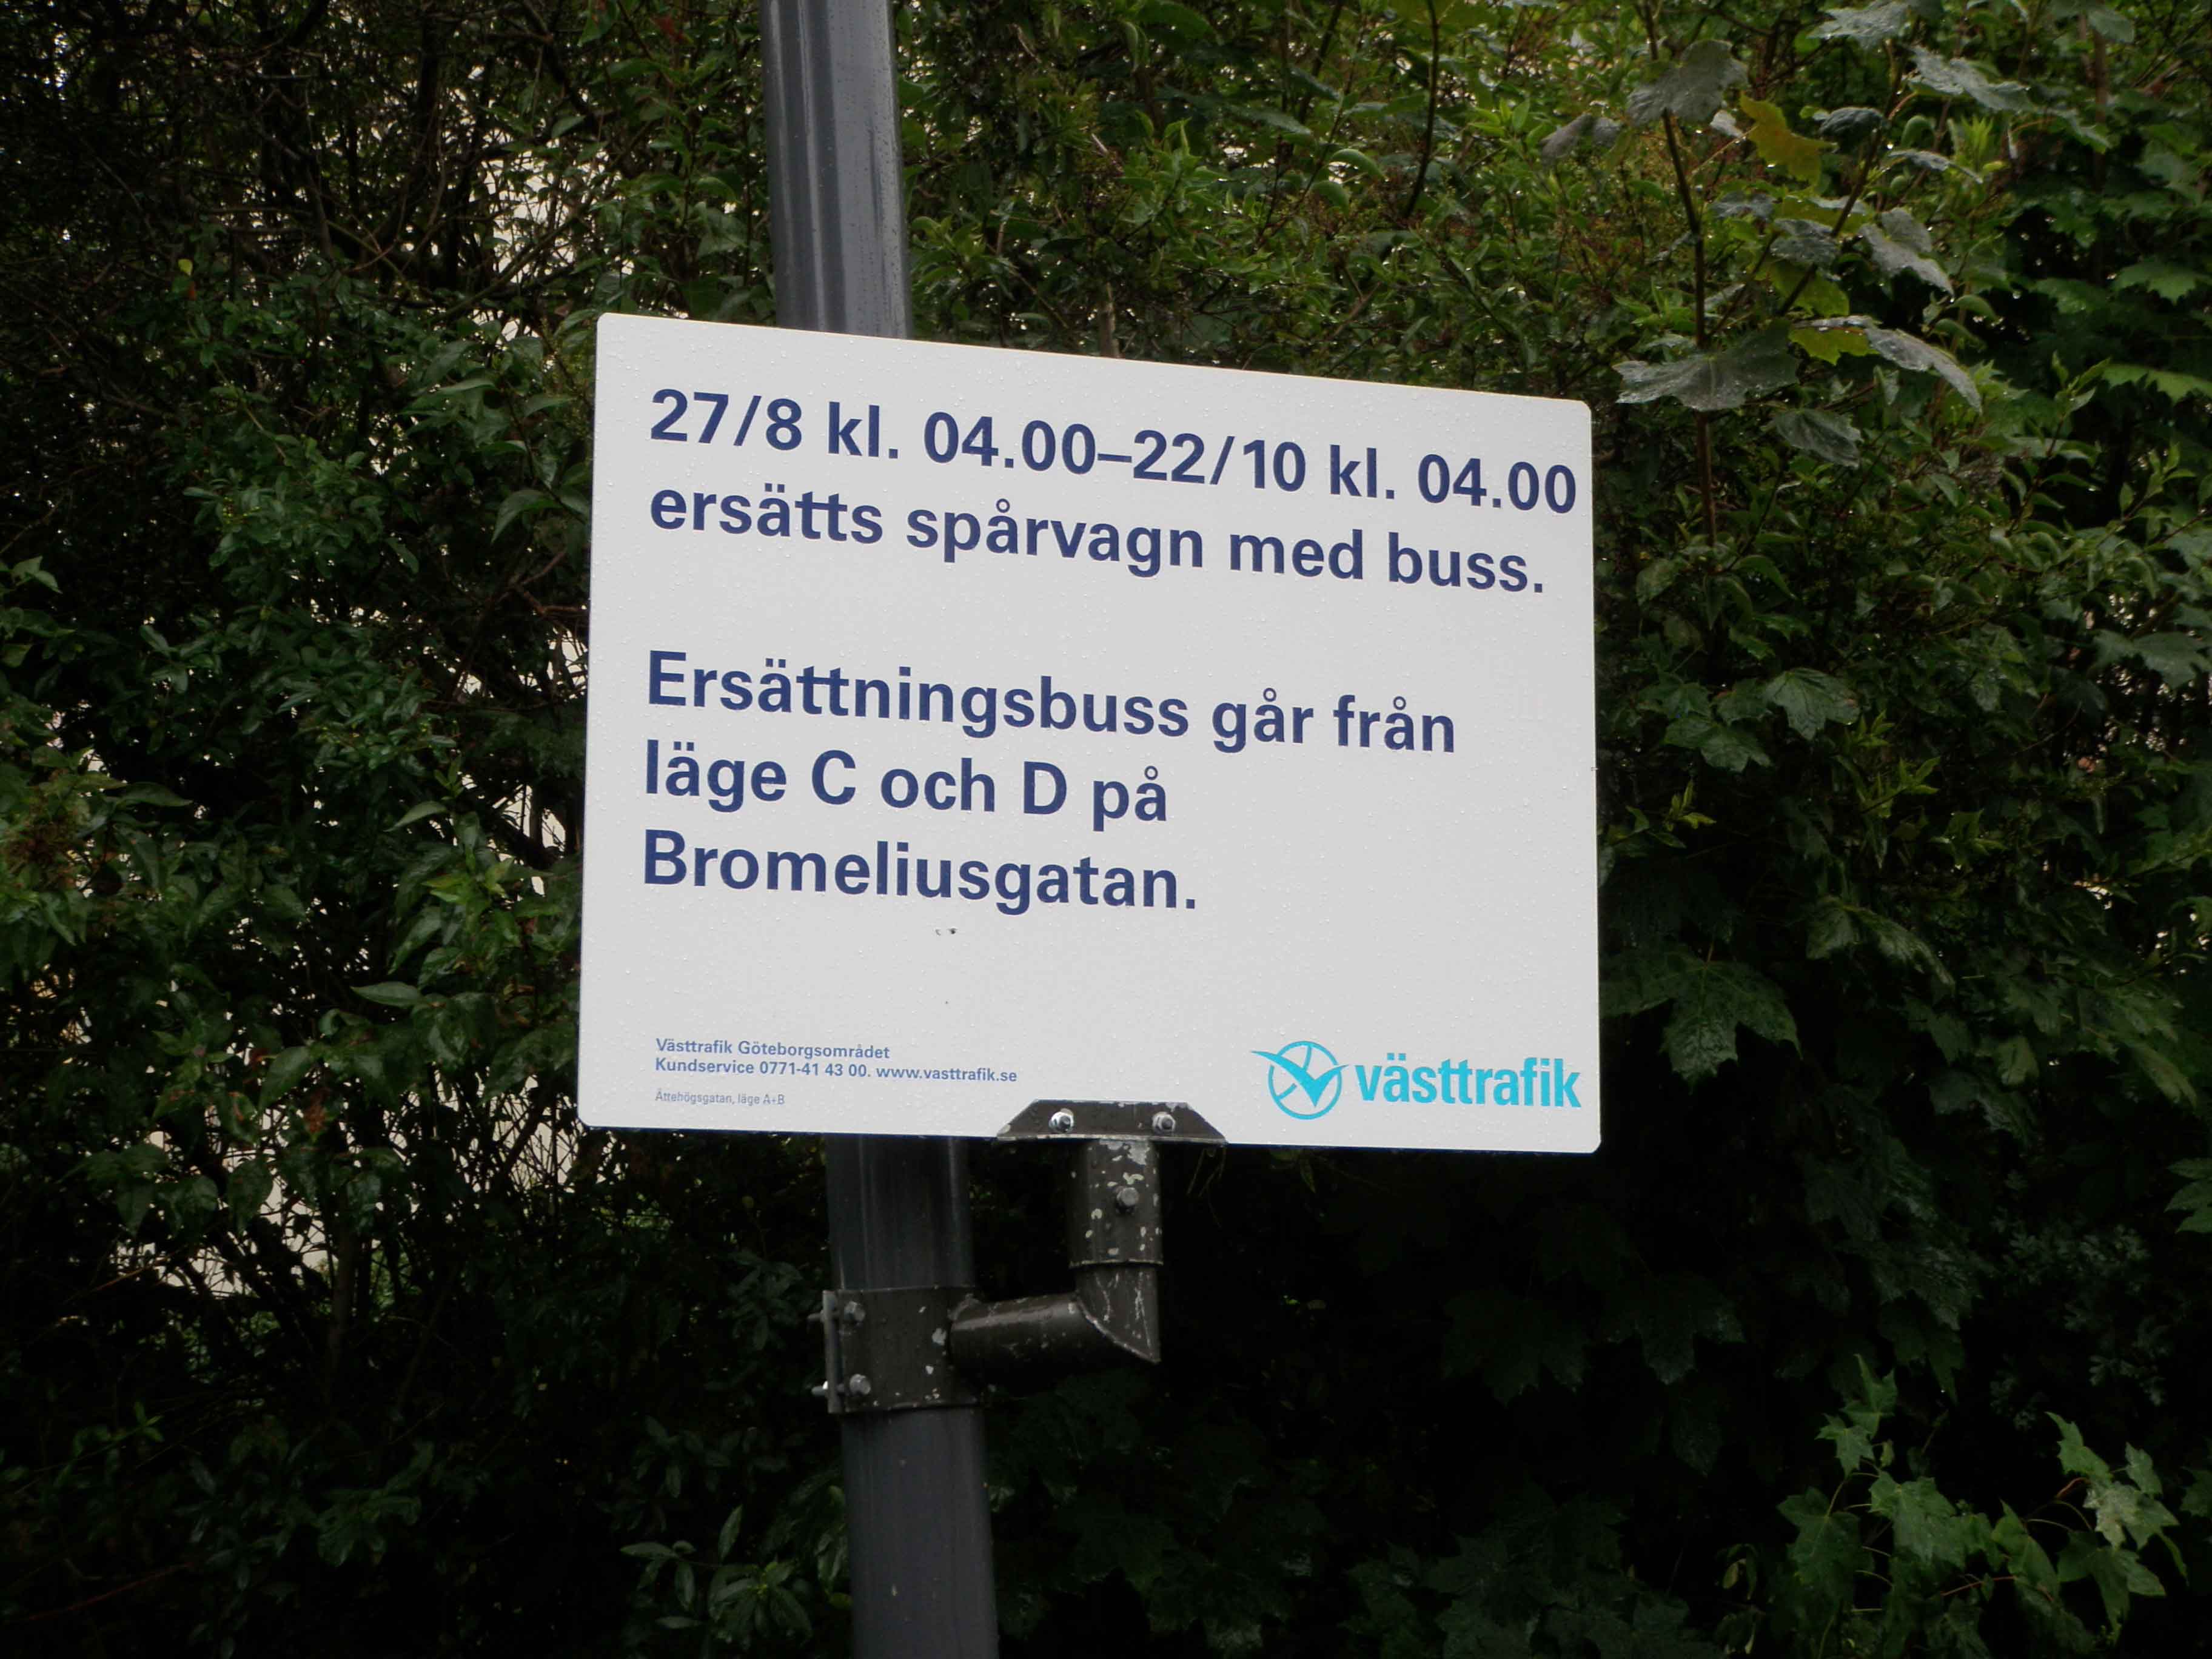 27/8 kl. 04.00–22/10 kl. 04.00
ersätts spårvagn med buss.
Ersättningsbuss går från
läge C och D på
Bromeliusgatan.
Västtrafik Göteborgsområdet
Kundservice 0771-41 43 00. www.vasttrafik.se
Åttehögsgatan, läge A+B
västtrafik